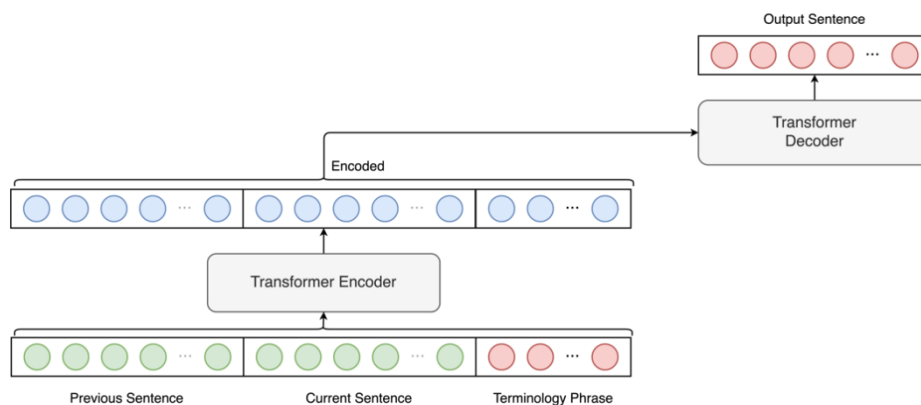 Output Sentence
Transformer
Decoder
Encoded
Transformer Encoder
Previous Sentence
Current Sentence
Terminology Phrase